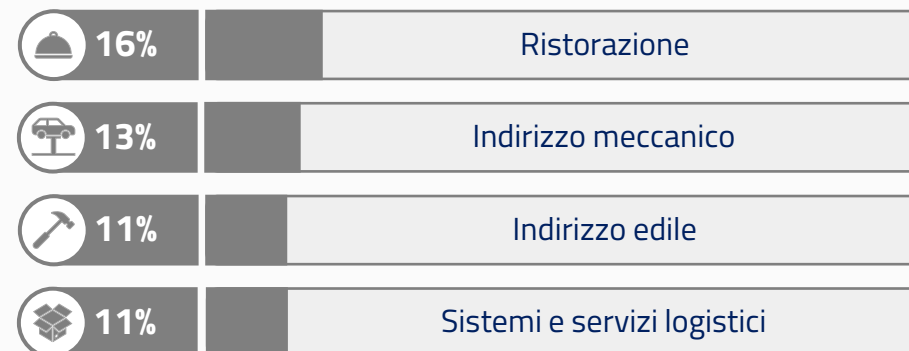 16% Ristorazione
13% Indirizzo meccanico
11% Indirizzo edile
11% Sistemi e servizi logistici